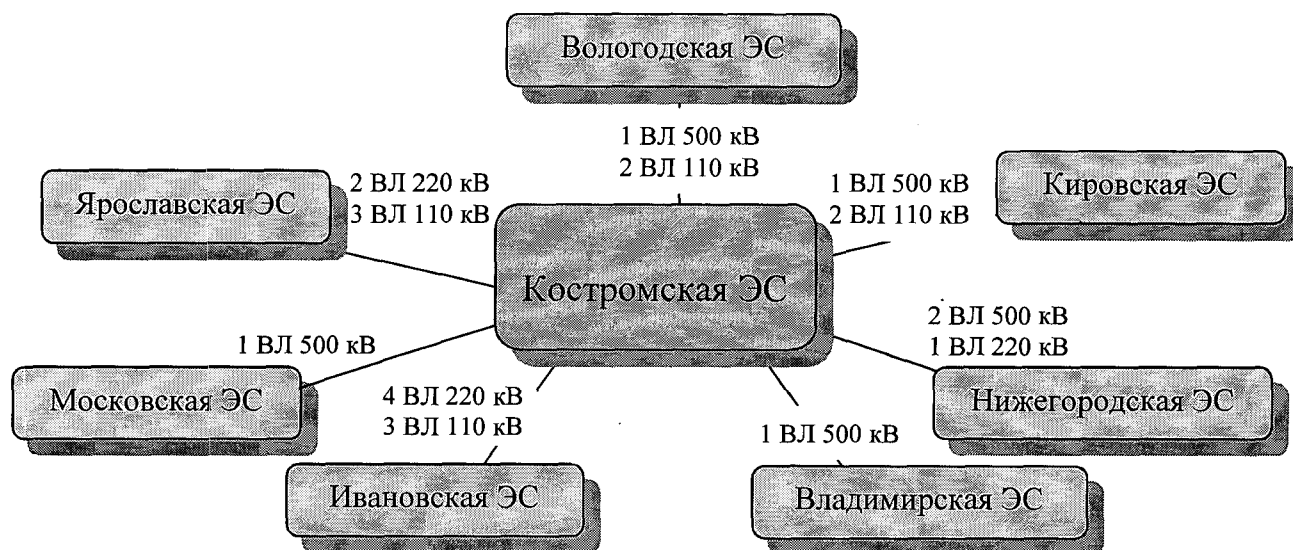 Вологодская ЭС
1 ВЛ 500 кВ
2 ВЛ 110 кВ
Ярославская ЭС
2 ВЛ 220 кВ
3 ВЛ 110 кВ
1 ВЛ 500 кВ
2 ВЛ 110 кВ
Кировская ЭС
Костромская ЭС
1 ВЛ 500 кВ
Московская ЭС
2 ВЛ 500 кВ
1 ВЛ 220 кВ
Нижегородская ЭС
4 ВЛ 220 кВ
3 ВЛ 110 кВ
Ивановская ЭС
1 ВЛ 500 кВ
Владимирская ЭС